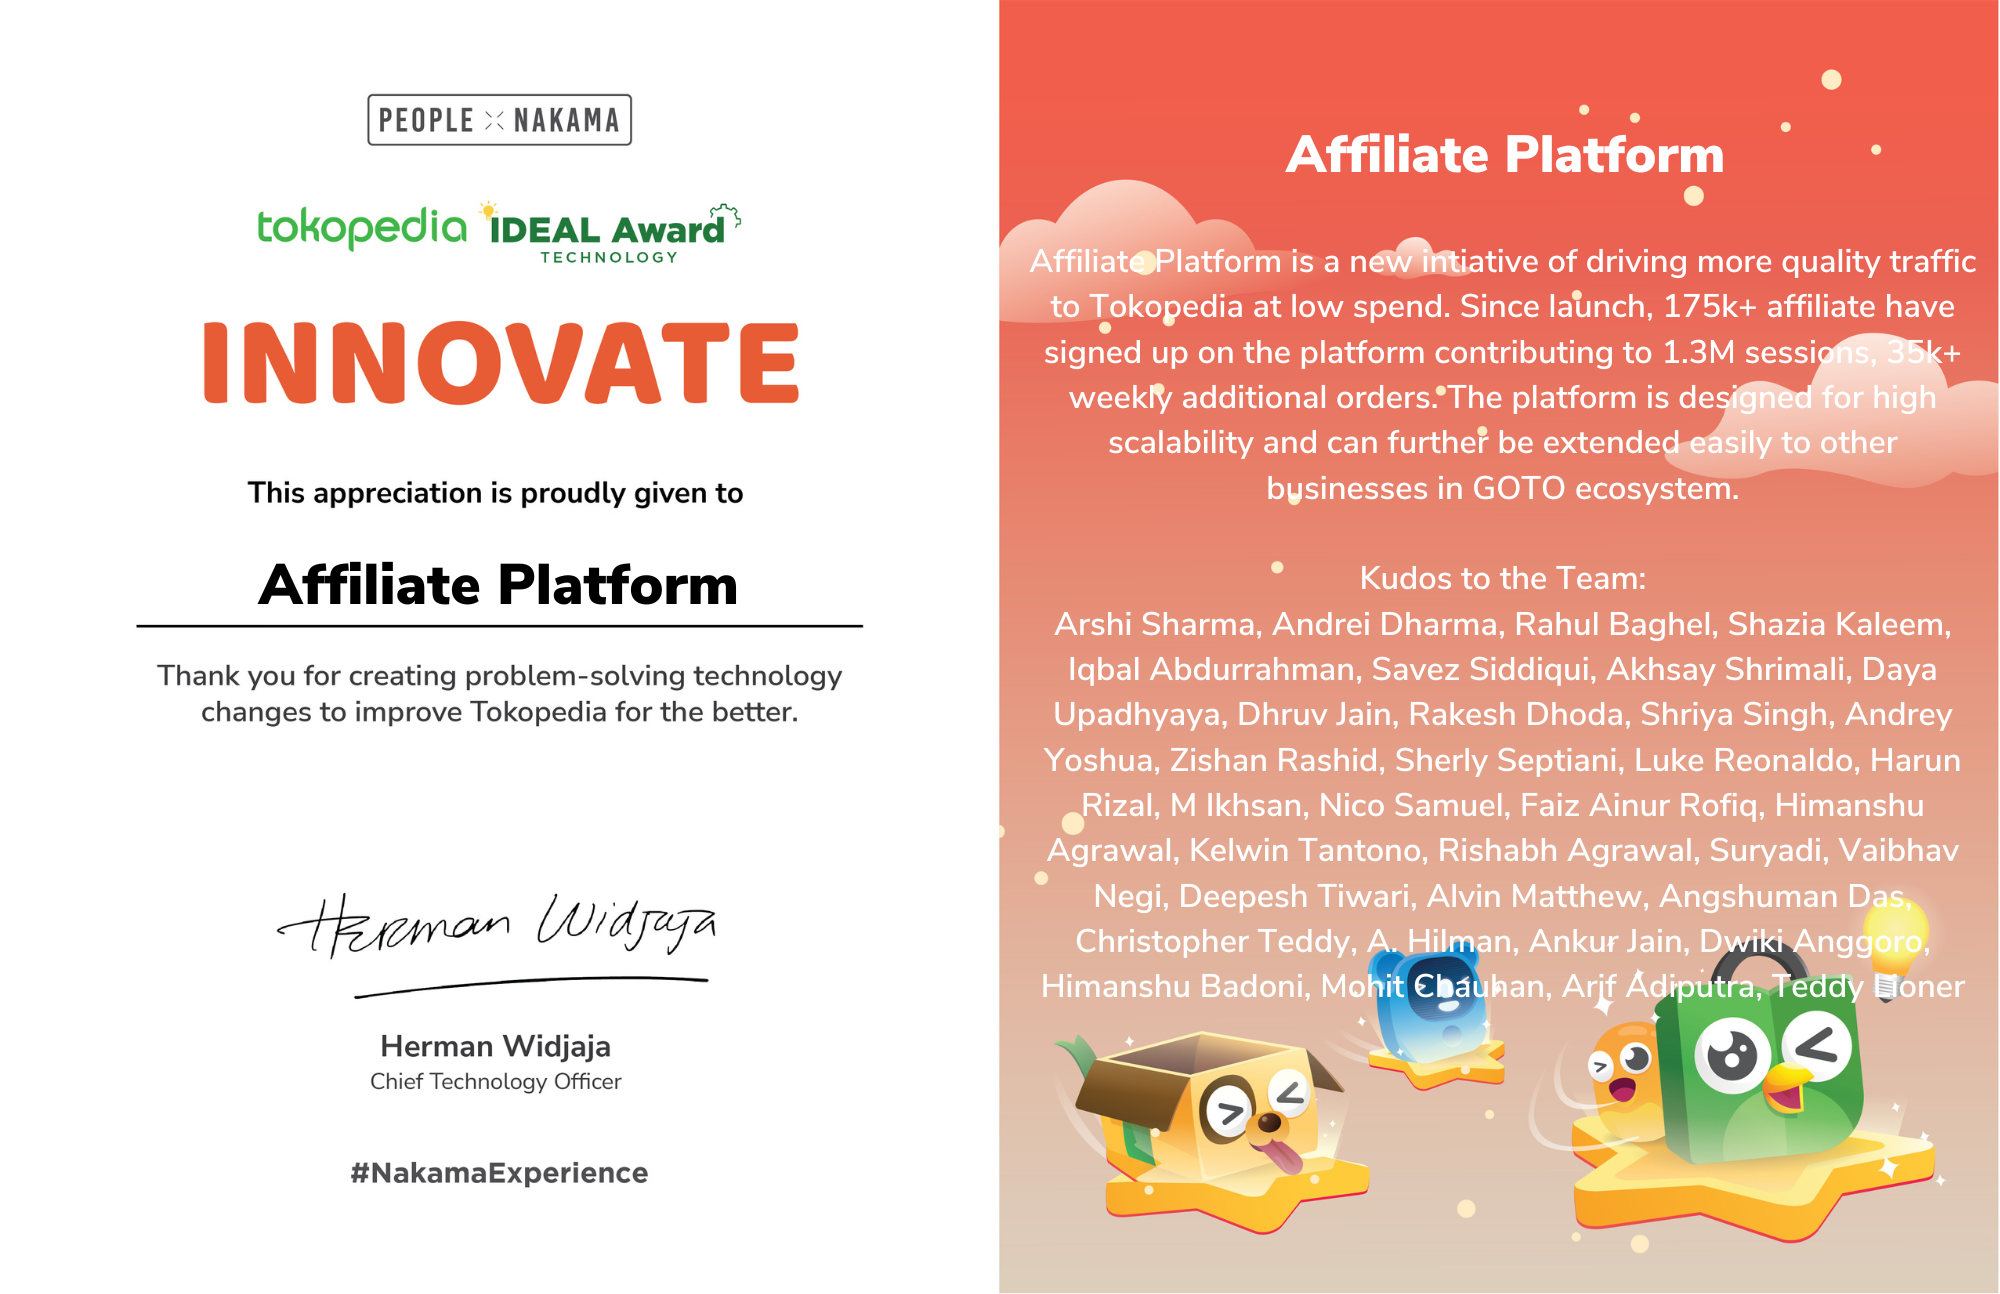 PEOPLE NAKAMA
tokopedia IDEAL Award
TECHNOLOGY
INNOVATE
This appreciation is proudly given to
Affiliate Platform
Thank you for creating problem-solving technology
changes to improve Tokopedia for the better.
Herman Widjaja
Herman Widjaja
Chief Technology Officer
#NakamaExperience
Affiliate Platform
Affiliate Platform is a new intiative of driving more quality traffic
to Tokopedia at low spend. Since launch, 175k+ affiliate have
signed up on the platform contributing to 1.3M sessions, 35k+
weekly additional orders. The platform is designed for high
scalability and can further be extended easily to other
businesses in GOTO ecosystem.
Kudos to the Team:
Arshi Sharma, Andrei Dharma, Rahul Baghel, Shazia Kaleem,
Iqbal Abdurrahman, Savez Siddiqui, Akhsay Shrimali, Daya
Upadhyaya, Dhruv Jain, Rakesh Dhoda, Shriya Singh, Andrey
Yoshua, Zishan Rashid, Sherly Septiani, Luke Reonaldo, Harun
Rizal, M Ikhsan, Nico Samuel, Faiz Ainur Rofiq, Himanshu
Agrawal, Kelwin Tantono, Rishabh Agrawal, Suryadi, Vaibhav
Negi, Deepesh Tiwari, Alvin Matthew, Angshuman Das,
Christopher Teddy, A. Hilman, Ankur Jain, Dwiki Anggoro,
Himanshu Badoni, Mohit Chauhan, Arif Adiputra, Teddy Lioner